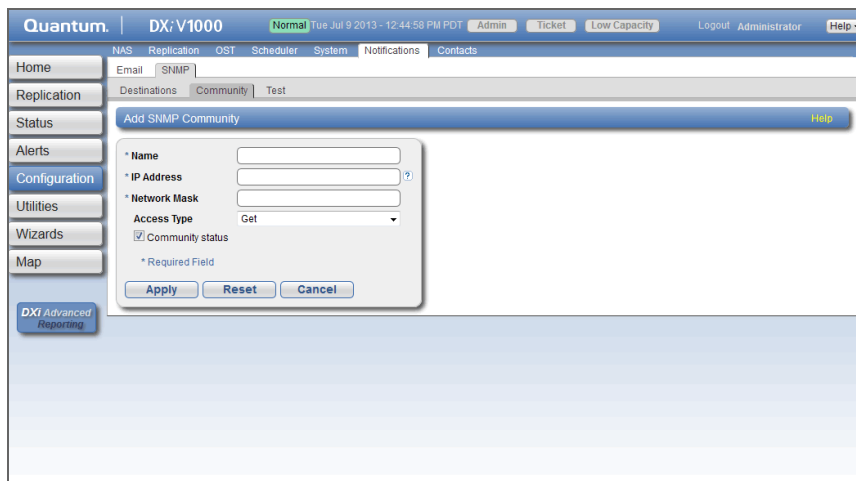 Quantum. DXiV1000 Normal Tue Jul 9 2013 - 12:44:58 PM PDT Admin Ticket Low Capacity Logout Administrator Help
NAS Replication OST Scheduler System Notifications Contacts
Home
Replication
Status
Alerts
Configuration
Utilities
Wizards
Map
DXi Advanced
Reporting
Email SNMP
Destinations Community Test
Add SNMP Community Help
* Name
* IP Address ?
* Network Mask
Access Type Get
Community status
* Required Field
Apply Reset Cancel